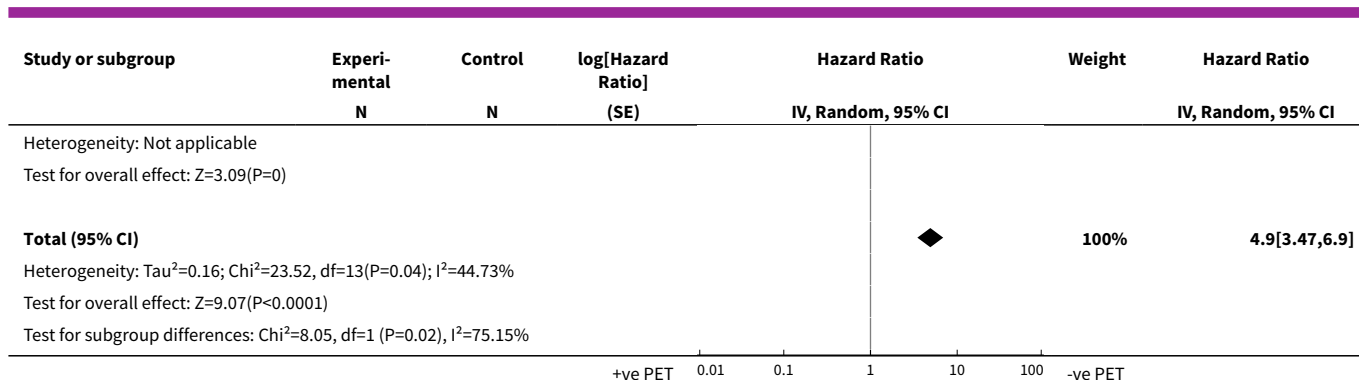 Study or subgroup Experi- Control log[Hazard Hazard Ratio Weight Hazard Ratio
mental Ratio]
N N (SE) IV, Random, 95% CI IV, Random, 95% CI
Heterogeneity: Not applicable
Test for overall effect: Z=3.09(P=0)
Total (95% CI) 100% 4.9[3.47,6.9]
Heterogeneity: Tau²=0.16; Chi²=23.52, df=13(P=0.04); I²=44.73%
Test for overall effect: Z=9.07(P<0.0001)
Test for subgroup differences: Chi²=8.05, df=1 (P=0.02), I²=75.15%
+ve PET 0.01 0.1 1 10 100 -ve PET